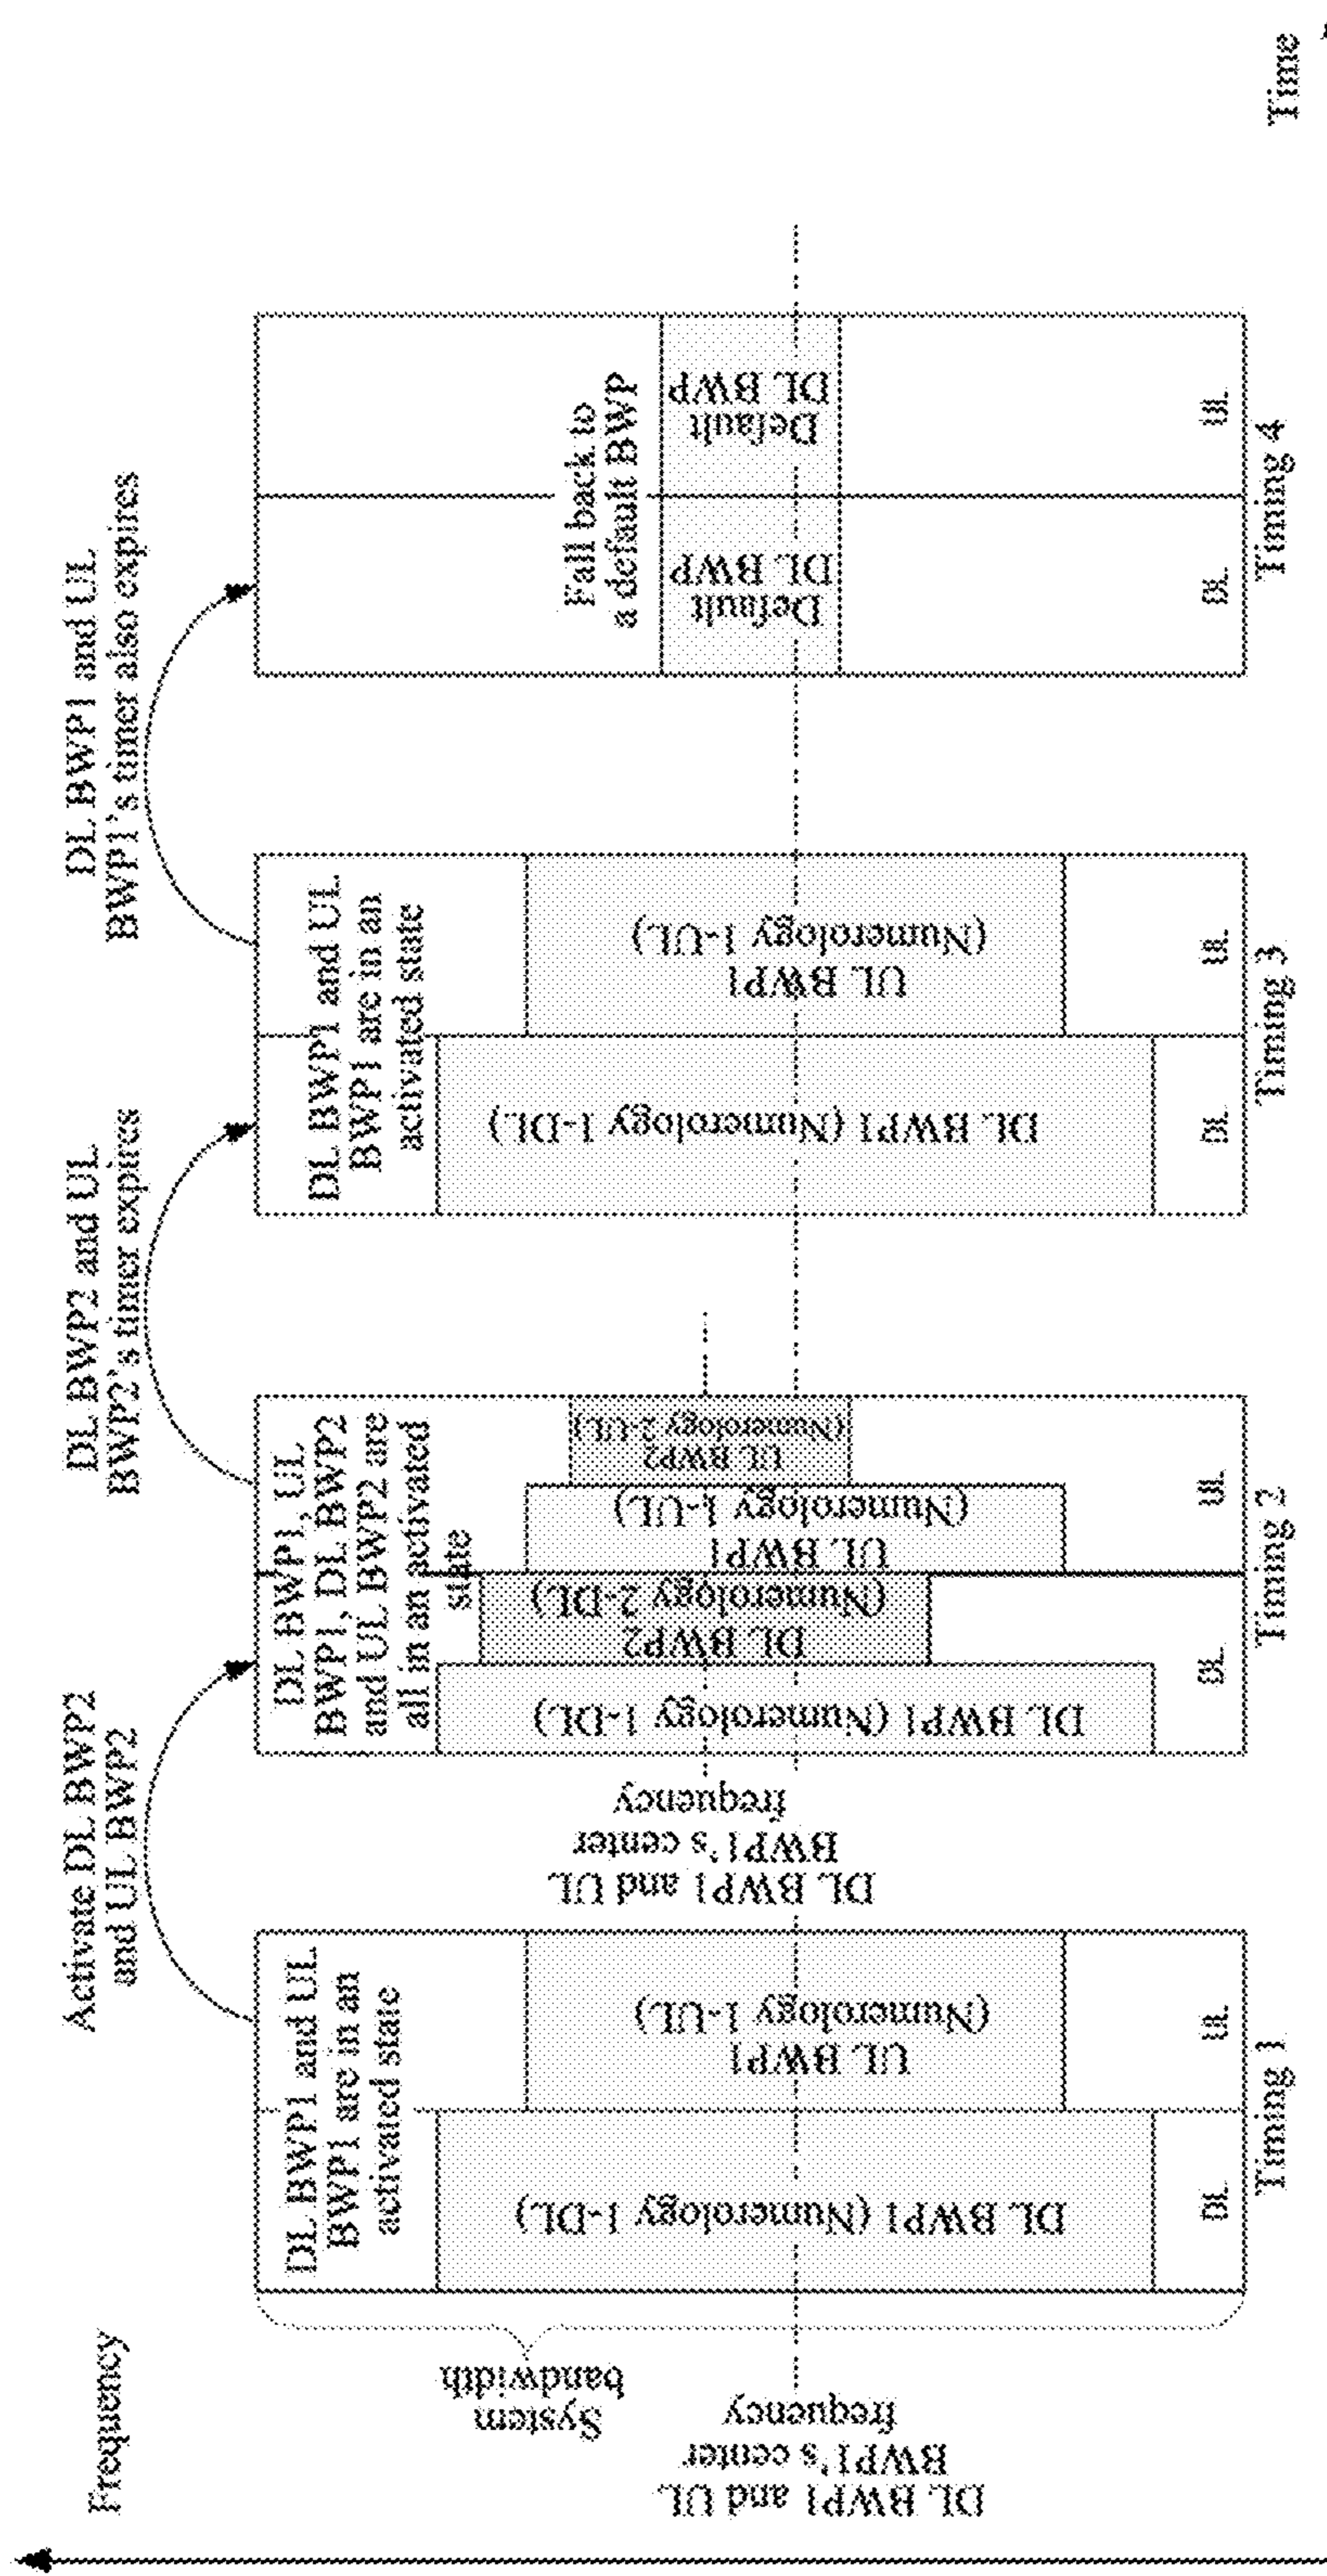 Frequency
Activate DL BWP2
and UL BWP2
DL BWP2 and UL
BWP2's timer expires
DL BWP1 and UL
BWP1's timer also expires
System
bandwidth
DL BWP1 and UL
BWP1's center
frequency
DL BWP1 and UL
BWP1 are in an
activated state
DL BWP1 (Numerology 1-DL)
UL BWP1
(Numerology 1-UL)
DL
UL
Timing 1
DL BWP1 and UL
BWP1's center
frequency
DL BWP1, UL
BWP1, DL BWP2
and UL BWP2 are
all in an activated
state
DL BWP1 (Numerology 1-DL)
DL BWP2
(Numerology 2-DL)
UL BWP1
(Numerology 1-UL)
UL BWP2
(Numerology 2-UL)
DL
UL
Timing 2
DL BWP1 and UL
BWP1 are in an
activated state
DL BWP1 (Numerology 1-DL)
UL BWP1
(Numerology 1-UL)
DL
UL
Timing 3
Fall back to
a default BWP
Default
DL BWP
Default
DL BWP
DL
UL
Timing 4
Time